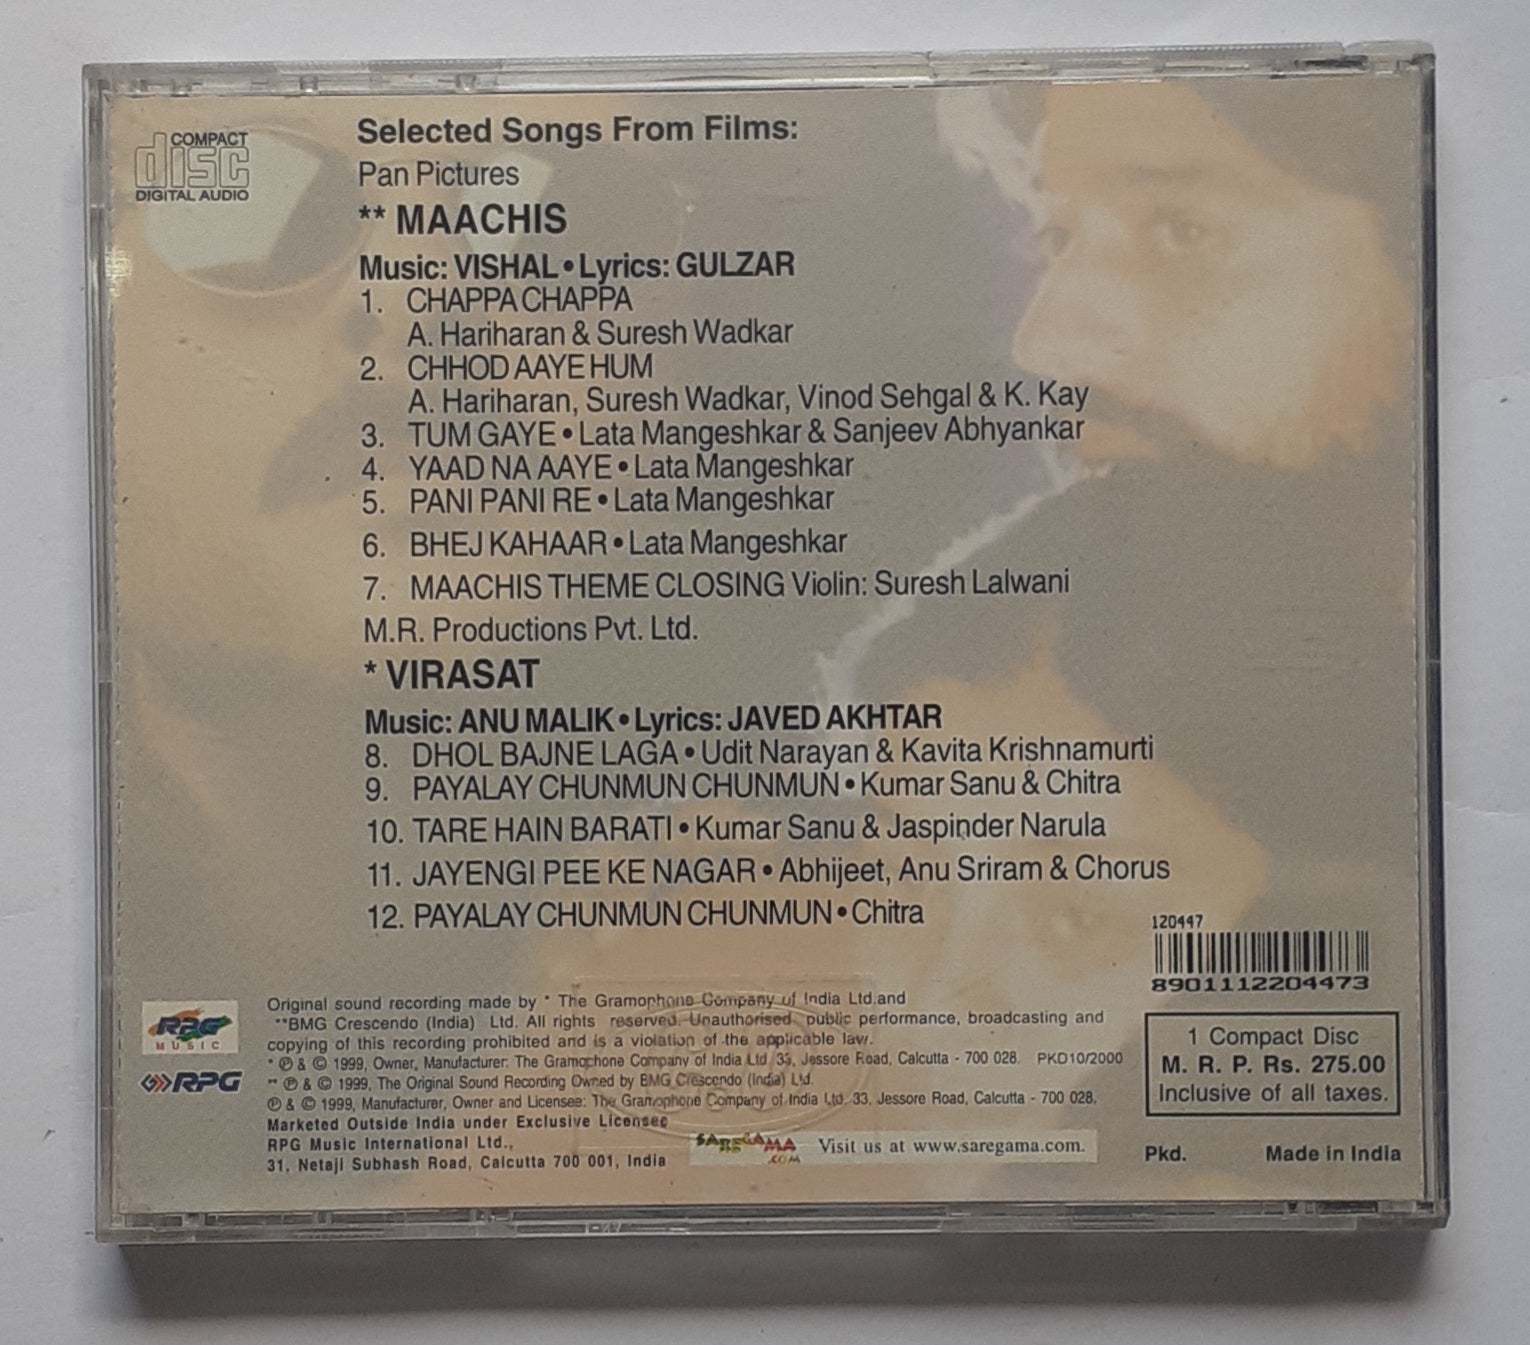 COMPACT
disc
DIGITAL AUDIO
Selected Songs From Films:
Pan Pictures
** MAACHIS
Music: VISHAL • Lyrics: GULZAR
1. CHAPPA CHAPPA
A. Hariharan & Suresh Wadkar
2. CHHOD AAYE HUM
A. Hariharan, Suresh Wadkar, Vinod Sehgal & K. Kay
3. TUM GAYE • Lata Mangeshkar & Sanjeev Abhyankar
4. YAAD NA AAYE • Lata Mangeshkar
5. PANI PANI RE • Lata Mangeshkar
6. BHEJ KAHAAR • Lata Mangeshkar
7. MAACHIS THEME CLOSING Violin: Suresh Lalwani
M.R. Productions Pvt. Ltd.
* VIRASAT
Music: ANU MALIK • Lyrics: JAVED AKHTAR
8. DHOL BAJNE LAGA • Udit Narayan & Kavita Krishnamurti
9. PAYALAY CHUNMUN CHUNMUN • Kumar Sanu & Chitra
10. TARE HAIN BARATI • Kumar Sanu & Jaspinder Narula
11. JAYENGI PEE KE NAGAR • Abhijeet, Anu Sriram & Chorus
12. PAYALAY CHUNMUN CHUNMUN • Chitra
120447
8901112204473
RPG
MUSIC
RPG
Original sound recording made by * The Gramophone Company of India Ltd.and
**BMG Crescendo (India) Ltd. All rights reserved. Unauthorised public performance, broadcasting and
copying of this recording prohibited and is a violation of the applicable law.
* ℗ & © 1999, Owner, Manufacturer: The Gramophone Company of India Ltd. 33, Jessore Road, Calcutta - 700 028. PKD10/2000
** ℗ & © 1999, The Original Sound Recording Owned by BMG Crescendo (India) Ltd.
℗ & © 1999, Manufacturer, Owner and Licensee: The Gramophone Company of India Ltd. 33, Jessore Road, Calcutta - 700 028.
Marketed Outside India under Exclusive Licensee
RPG Music International Ltd.,
31, Netaji Subhash Road, Calcutta 700 001, India
SAREGAMA
.COM
Visit us at www.saregama.com.
1 Compact Disc
M. R. P. Rs. 275.00
Inclusive of all taxes.
Pkd.
Made in India